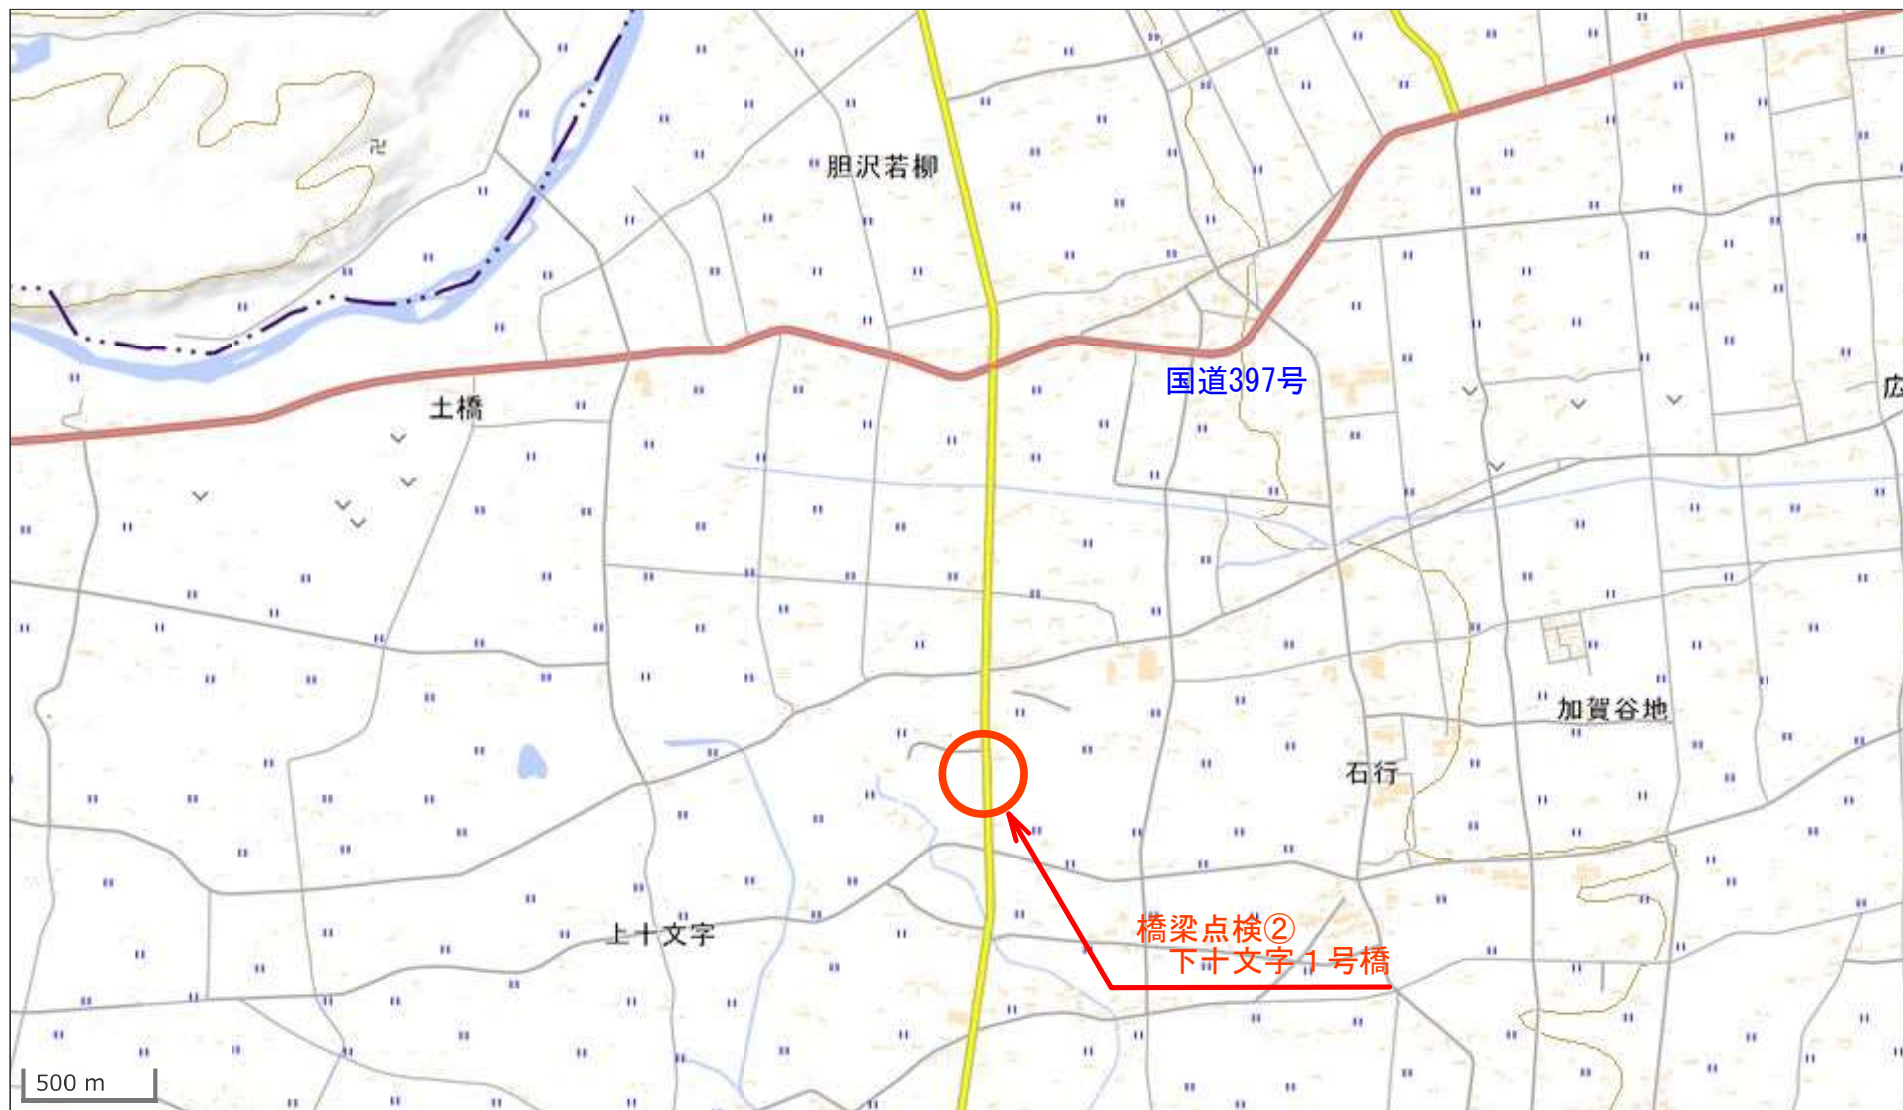 胆沢若柳
国道397号
土橋
広
加賀谷地
石行
上十文字
橋梁点検②
下十文字１号橋
500 m